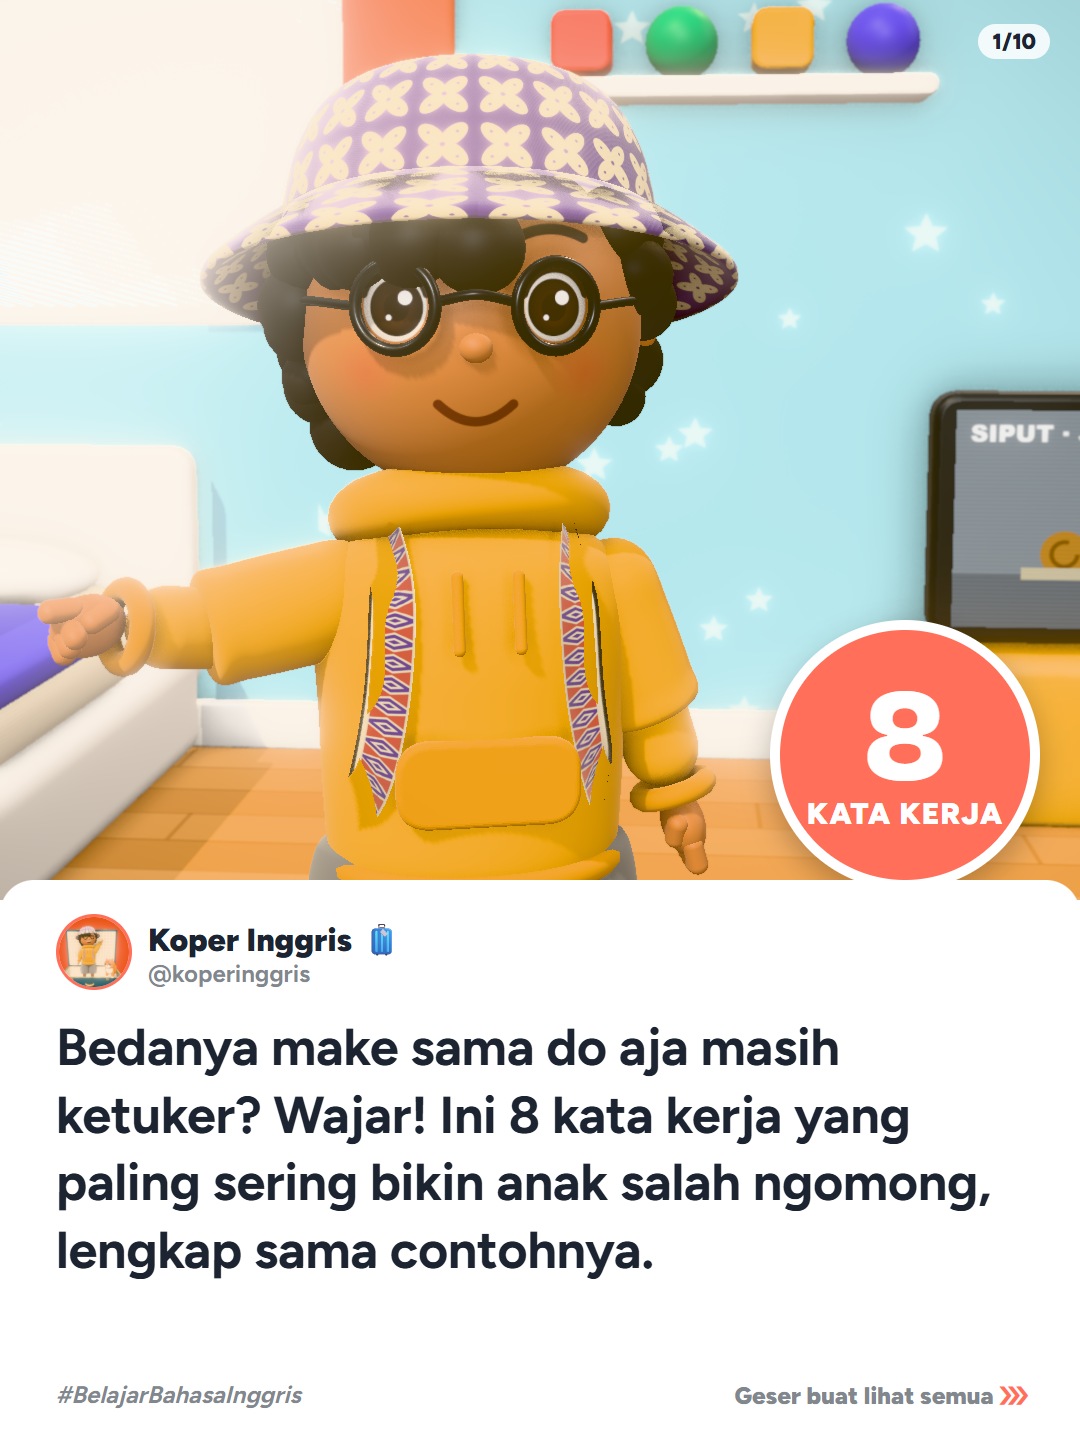 1/10
SIPUT ·
8
KATA KERJA
Koper Inggris
@koperinggris
Bedanya make sama do aja masih
ketuker? Wajar! Ini 8 kata kerja yang
paling sering bikin anak salah ngomong,
lengkap sama contohnya.
#BelajarBahasaInggris
Geser buat lihat semua